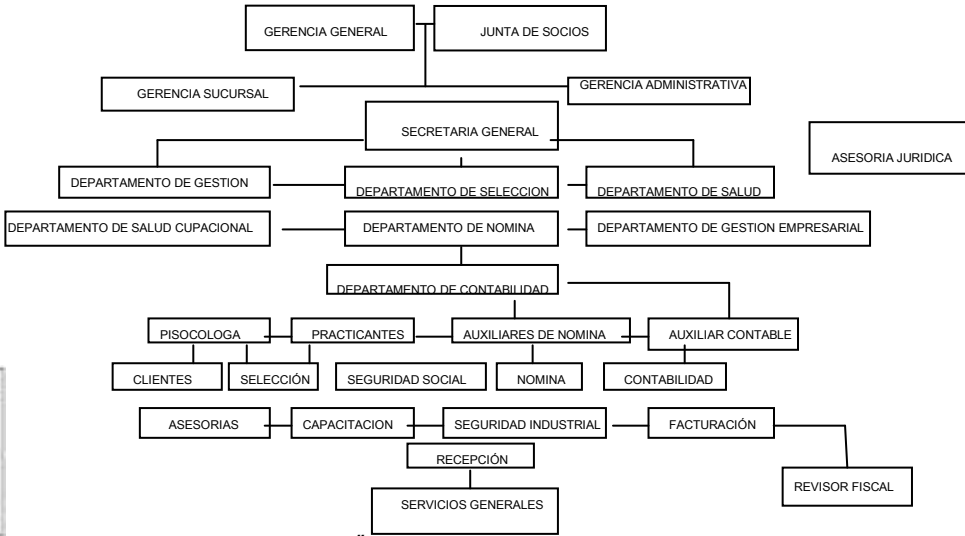 GERENCIA GENERAL
JUNTA DE SOCIOS
GERENCIA SUCURSAL
GERENCIA ADMINISTRATIVA
SECRETARIA GENERAL
ASESORIA JURIDICA
DEPARTAMENTO DE GESTION
DEPARTAMENTO DE SELECCION
DEPARTAMENTO DE SALUD
DEPARTAMENTO DE SALUD CUPACIONAL
DEPARTAMENTO DE NOMINA
DEPARTAMENTO DE GESTION EMPRESARIAL
DEPARTAMENTO DE CONTABILIDAD
PISOCOLOGA
PRACTICANTES
AUXILIARES DE NOMINA
AUXILIAR CONTABLE
CLIENTES
SELECCIÓN
SEGURIDAD SOCIAL
NOMINA
CONTABILIDAD
ASESORIAS
CAPACITACION
SEGURIDAD INDUSTRIAL
FACTURACIÓN
RECEPCIÓN
REVISOR FISCAL
SERVICIOS GENERALES